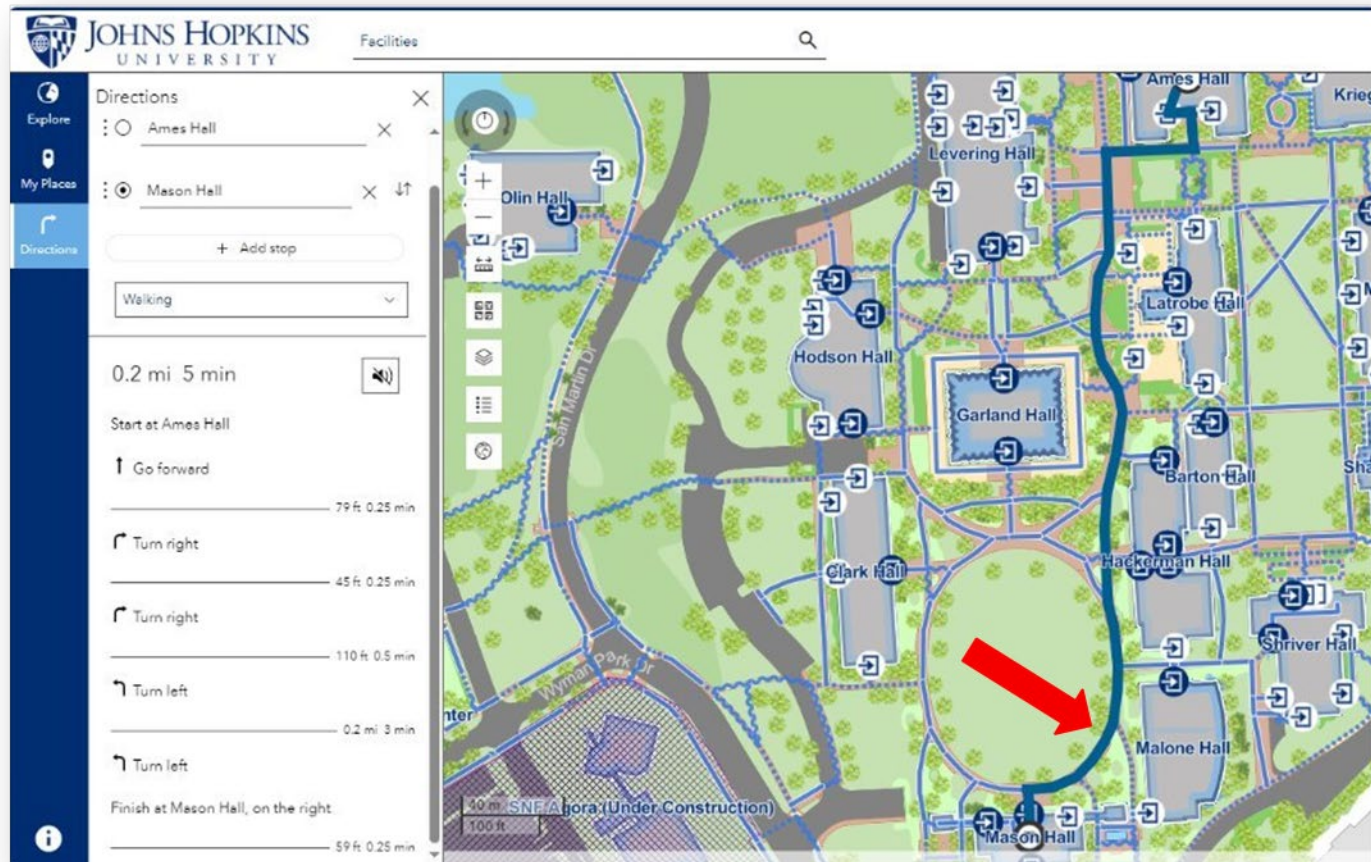 JOHNS HOPKINS
UNIVERSITY
Facilities
Explore
My Places
Directions
Directions
Ames Hall
Mason Hall
+ Add stop
Walking
0.2 mi 5 min
Start at Ames Hall
Go forward
79 ft 0.25 min
Turn right
45 ft 0.25 min
Turn right
110 ft 0.5 min
Turn left
0.2 mi 3 min
Turn left
Finish at Mason Hall, on the right
59 ft 0.25 min
Ames Hall
Krieg
Levering Hall
Olin Hall
Latrobe Hall
M
San Martin Dr
Hodson Hall
Garland Hall
Barton Hall
Sha
Clark Hall
Hackerman Hall
Shriver Hall
Wyman Park Dr
nter
Malone Hall
40 m
100 ft
SNF Agora (Under Construction)
Mason Hall